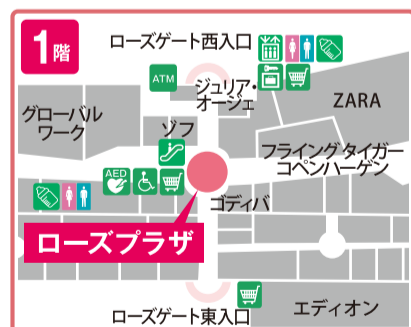 1階
ローズゲート西入口
ATM
ジュリア・
オージェ
ZARA
グローバル
ワーク
ゾフ
フライング タイガー
コペンハーゲン
AED
ゴディバ
ローズプラザ
ローズゲート東入口
エディオン